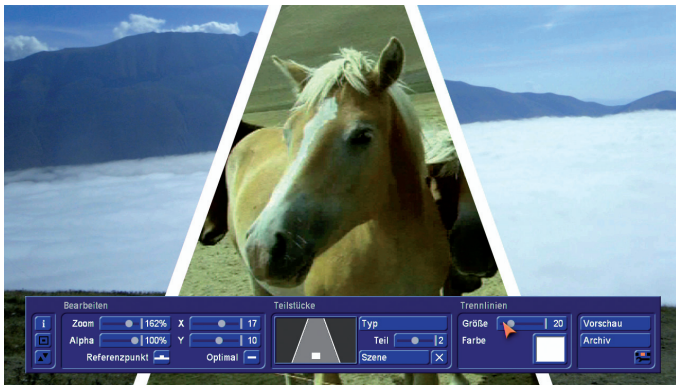 Bearbeiten Teilstücke Trennlinien
i Zoom 162% X 17 Typ Größe 20 Vorschau
Alpha 100% Y 10 Teil 2 Farbe Archiv
Referenzpunkt Optimal Szene X